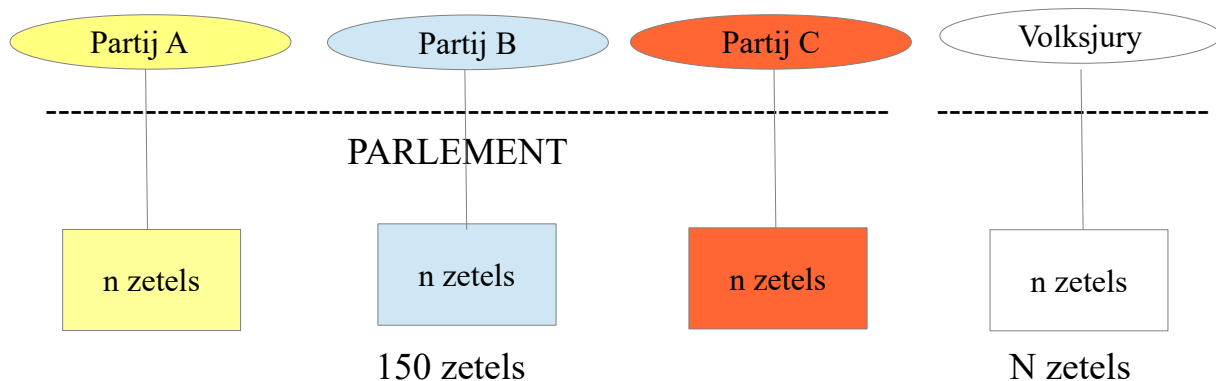 Partij A
Partij B
Partij C
Volksjury
PARLEMENT
n zetels
n zetels
n zetels
n zetels
150 zetels
N zetels